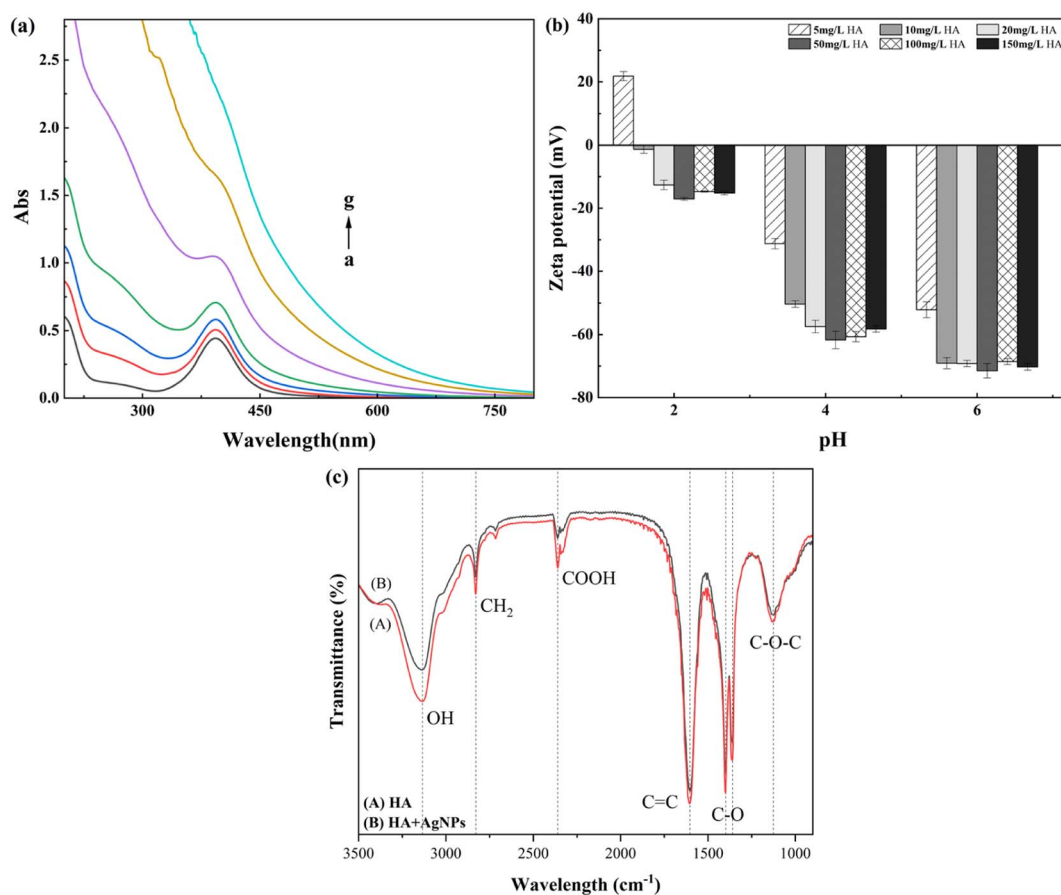 (a)
2.5
2.0
1.5
1.0
0.5
0.0
300
450
600
750
Abs
Wavelength(nm)
g
a
(b)
5mg/L HA 10mg/L HA 20mg/L HA
50mg/L HA 100mg/L HA 150mg/L HA
40
20
0
-20
-40
-60
-80
2
4
6
Zeta potential (mV)
pH
(c)
(B)
(A)
OH
CH2
COOH
C=C
C-O
C-O-C
(A) HA
(B) HA+AgNPs
3500
3000
2500
2000
1500
1000
Transmittance (%)
Wavelength (cm-1)